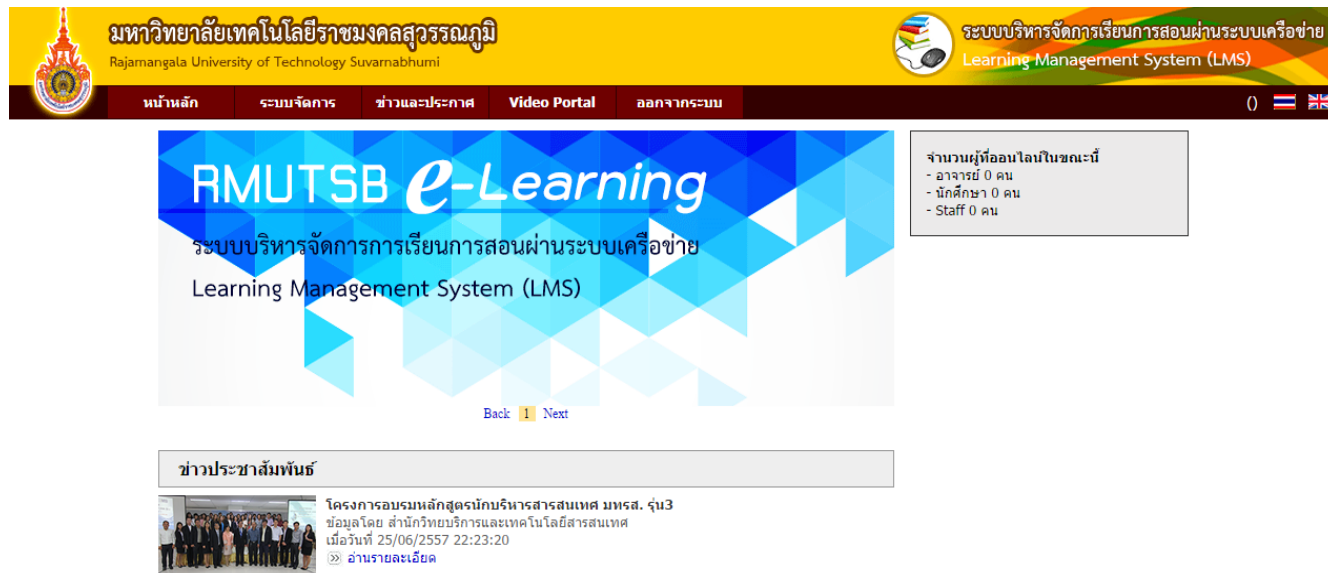 มหาวิทยาลัยเทคโนโลยีราชมงคลสุวรรณภูมิ
Rajamangala University of Technology Suvarnabhumi
ระบบบริหารจัดการเรียนการสอนผ่านระบบเครือข่าย
Learning Management System (LMS)
หน้าหลัก ระบบจัดการ ข่าวและประกาศ Video Portal ออกจากระบบ ()
RMUTSB e-Learning
ระบบบริหารจัดการการเรียนการสอนผ่านระบบเครือข่าย
Learning Management System (LMS)
Back 1 Next
จำนวนผู้ที่ออนไลน์ในขณะนี้
- อาจารย์ 0 คน
- นักศึกษา 0 คน
- Staff 0 คน
ข่าวประชาสัมพันธ์
โครงการอบรมหลักสูตรนักบริหารสารสนเทศ มทรส. รุ่น3
ข้อมูลโดย สำนักวิทยบริการและเทคโนโลยีสารสนเทศ
เมื่อวันที่ 25/06/2557 22:23:20
อ่านรายละเอียด